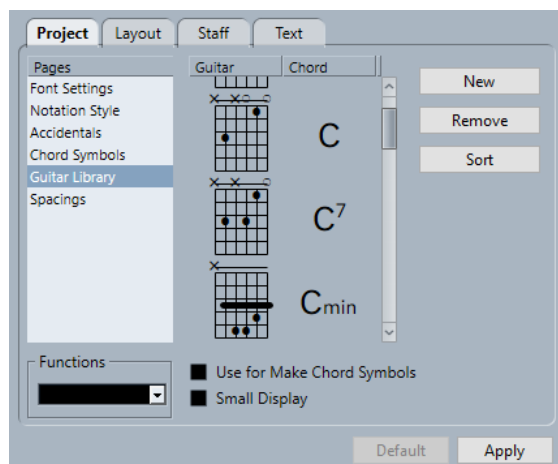 Project Layout Staff Text
Pages
Font Settings
Notation Style
Accidentals
Chord Symbols
Guitar Library
Spacings
Guitar Chord
C
C7
Cmin
New
Remove
Sort
Functions
Use for Make Chord Symbols
Small Display
Default Apply